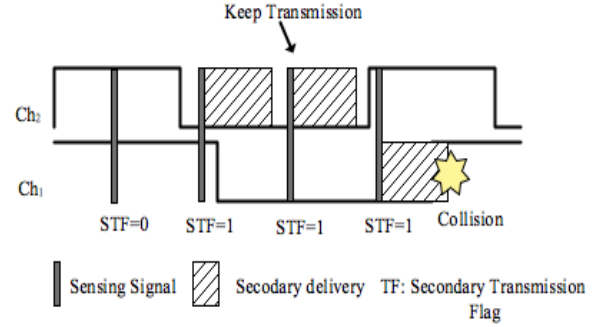 Keep Transmission
Ch2
Ch1
STF=0 STF=1 STF=1 STF=1 Collision
Sensing Signal Secodary delivery TF: Secondary Transmission
Flag